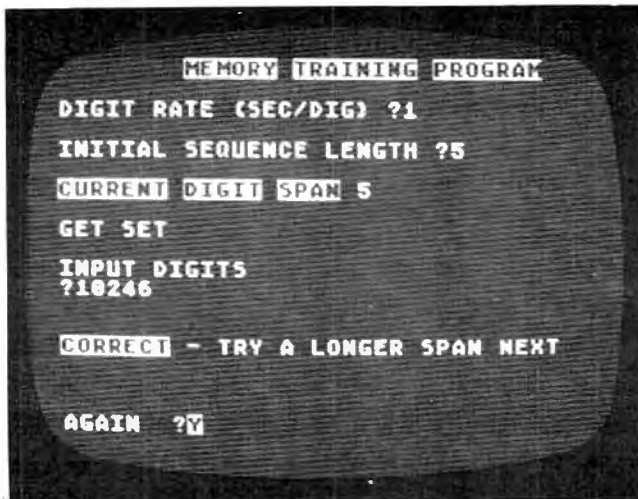 MEMORY TRAINING PROGRAM
DIGIT RATE (SEC/DIG) ?1
INITIAL SEQUENCE LENGTH ?5
CURRENT DIGIT SPAN 5
GET SET
INPUT DIGITS
?10246
CORRECT - TRY A LONGER SPAN NEXT
AGAIN ?Y